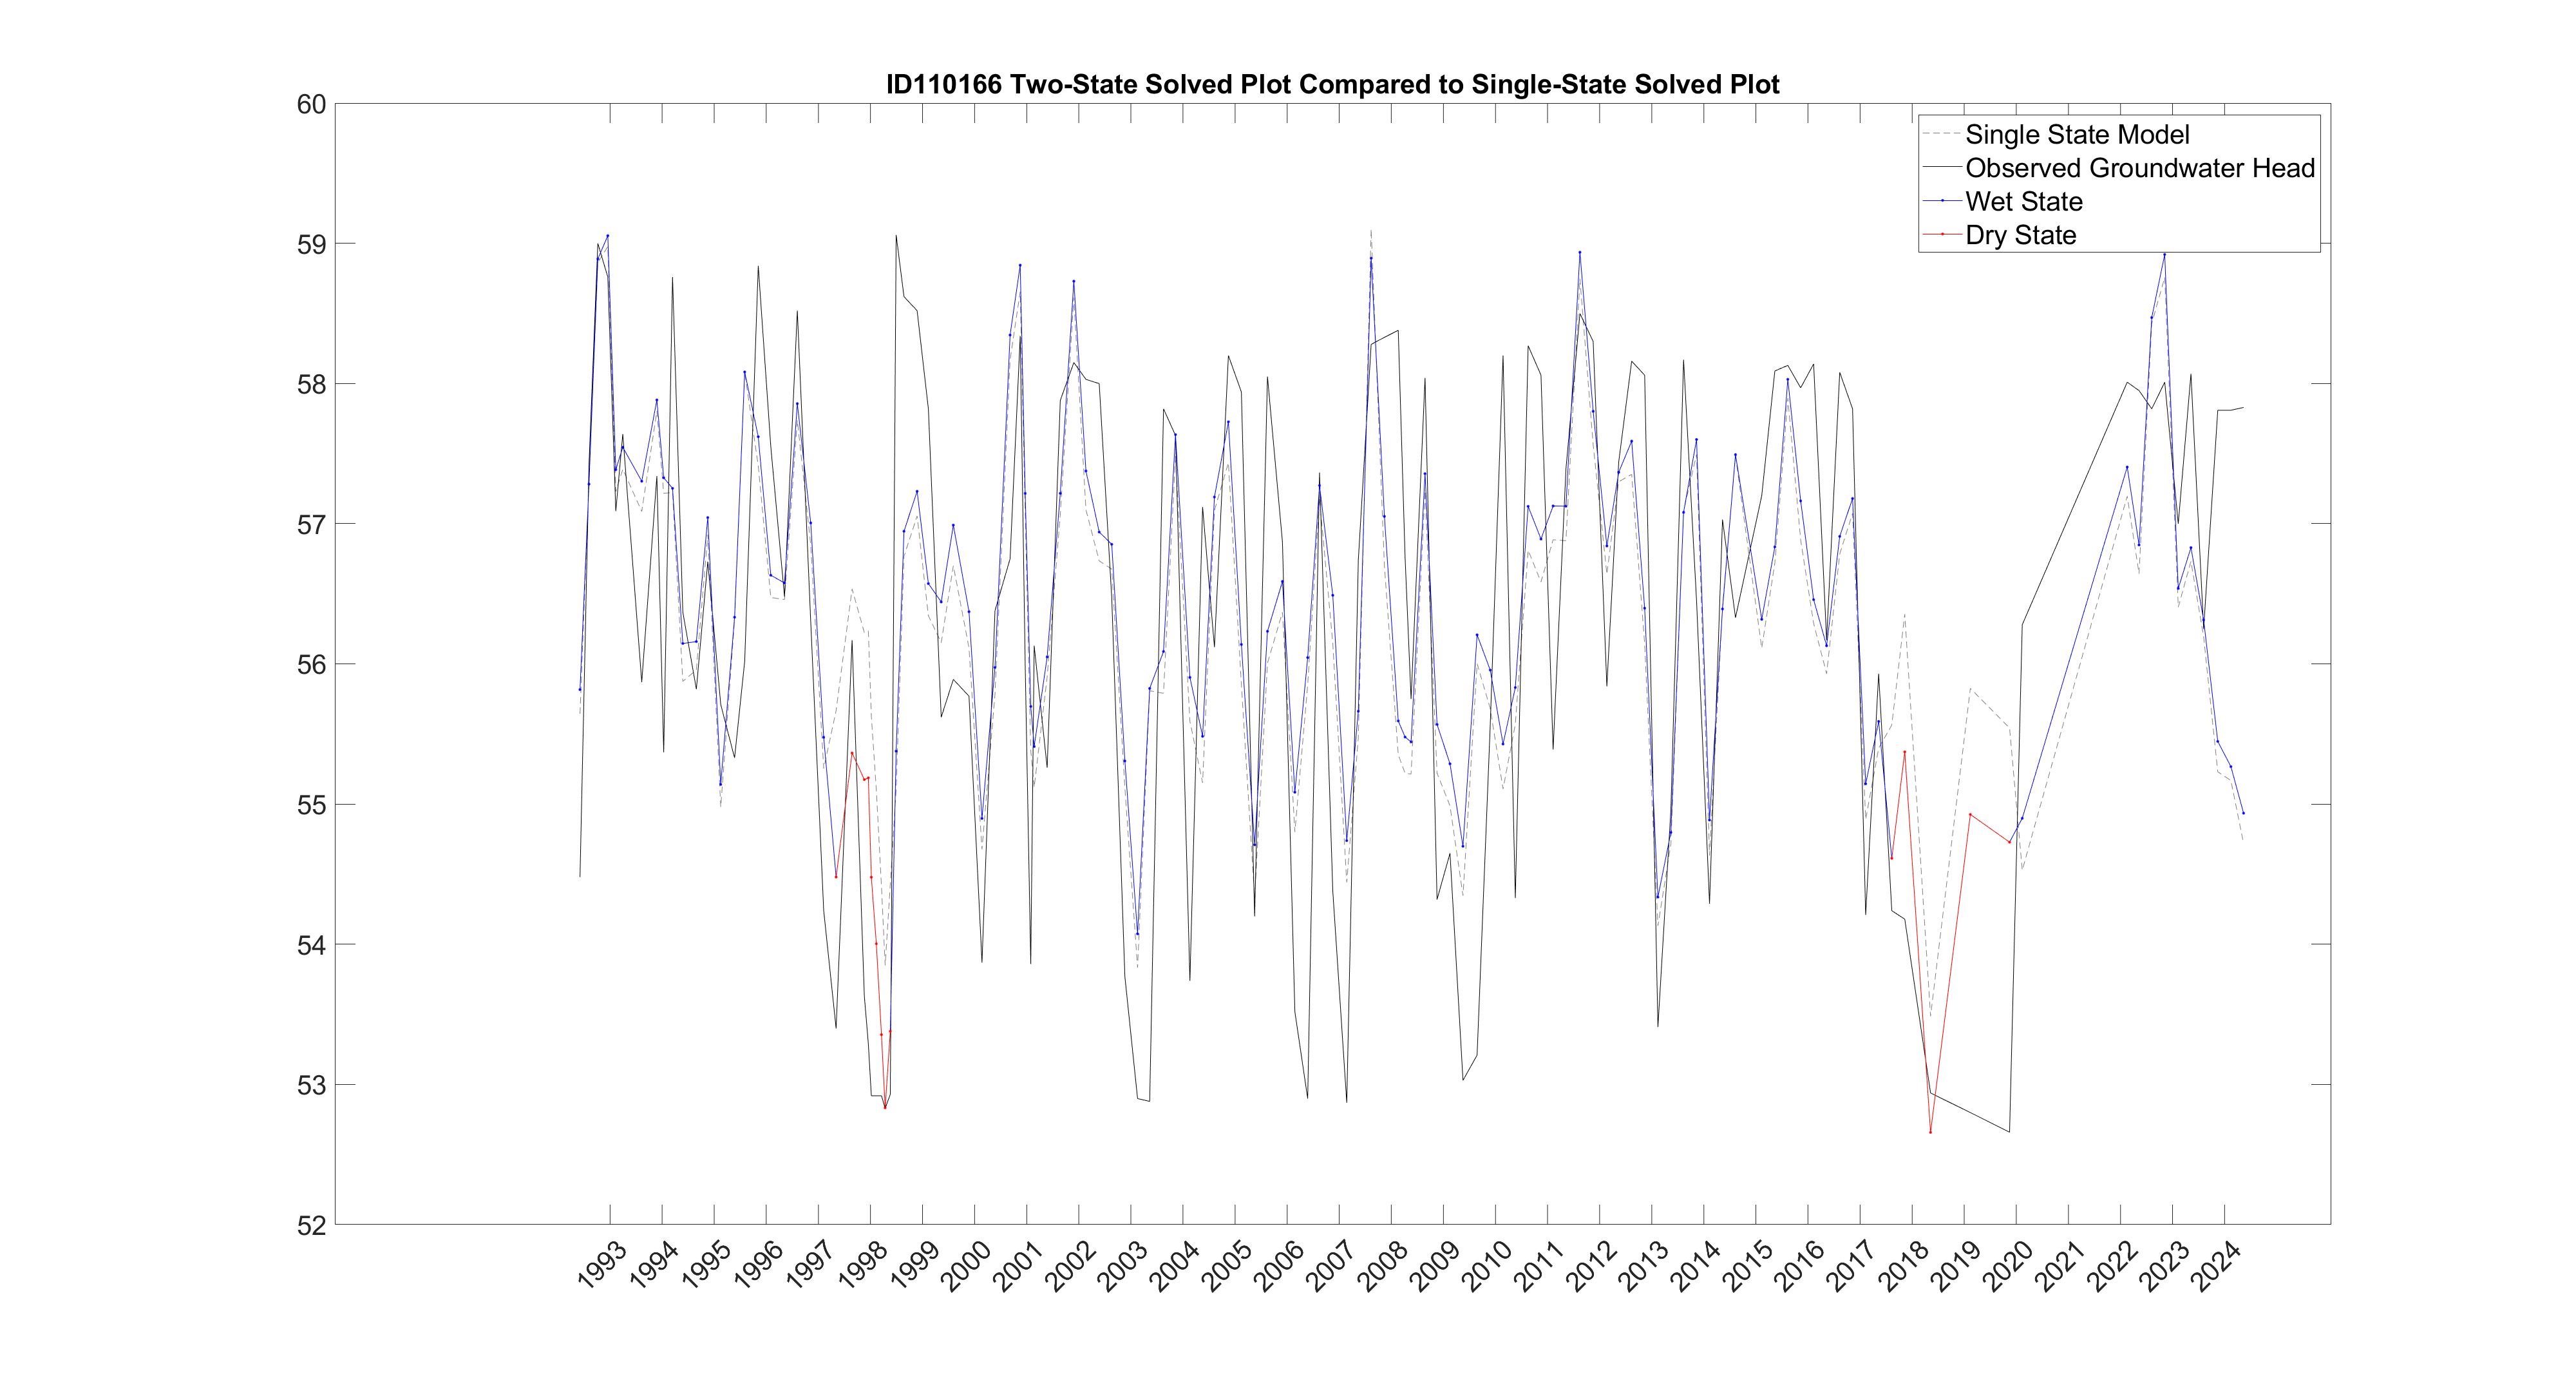 ID110166 Two-State Solved Plot Compared to Single-State Solved Plot
60
59
58
57
56
55
54
53
52
Single State Model
Observed Groundwater Head
Wet State
Dry State
1993 1994 1995 1996 1997 1998 1999 2000 2001 2002 2003 2004 2005 2006 2007 2008 2009 2010 2011 2012 2013 2014 2015 2016 2017 2018 2019 2020 2021 2022 2023 2024